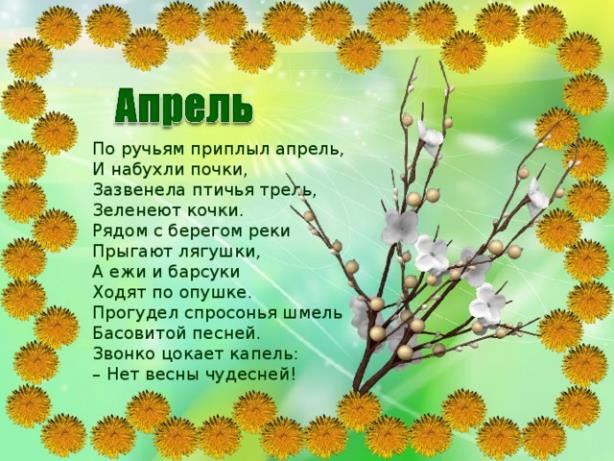 Апрель
По ручьям приплыл апрель,
И набухли почки,
Зазвенела птичья трель,
Зеленеют кочки.
Рядом с берегом реки
Прыгают лягушки,
А ежи и барсуки
Ходят по опушке.
Прогудел спросонья шмель
Басовитой песней.
Звонко цокает капель:
– Нет весны чудесней!